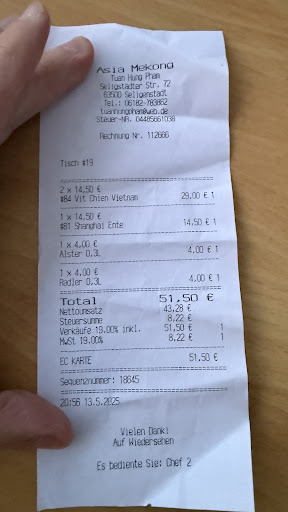 Asia Mekong
Tuan Hung Pham
Seligstädter Str. 72
63500 Seligenstadt
Tel.: 06182-783862
tuanhungpham@web.de
Steuer-NR. 04485661038
Rechnung Nr. 112666
Tisch #19
2 x 14,50 €
#84 Vit Chien Vietnam 29,00 € 1
1 x 14,50 €
#81 Shanghai Ente 14,50 € 1
1 x 4,00 €
Alster 0,3L 4,00 € 1
1 x 4,00 €
Radler 0,3L 4,00 € 1
Total 51,50 €
Nettoumsatz 43,28 €
Steuersumme 8,22 €
Verkäufe 19.00% inkl. 51,50 € 1
MwSt 19.00% 8,22 € 1
EC KARTE 51,50 €
Sequenznummer: 18645
20:56 13.5.2025
Vielen Dank!
Auf Wiedersehen
Es bediente Sie: Chef 2